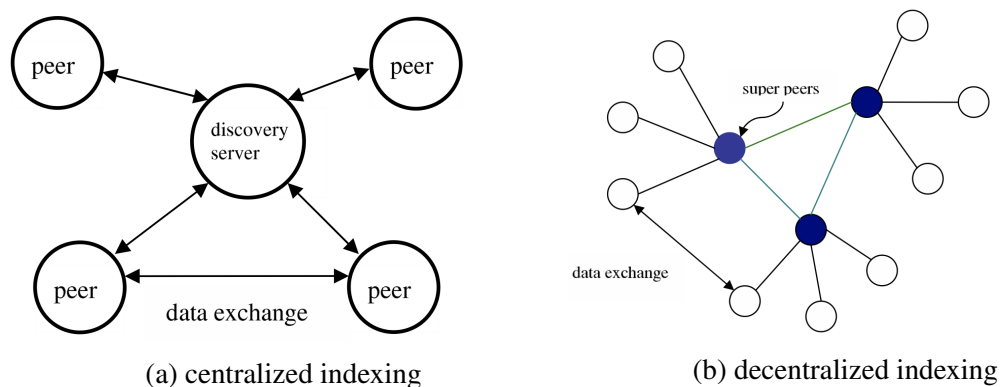 peer
peer
discovery
server
peer
data exchange
peer
(a) centralized indexing
super peers
data exchange
(b) decentralized indexing